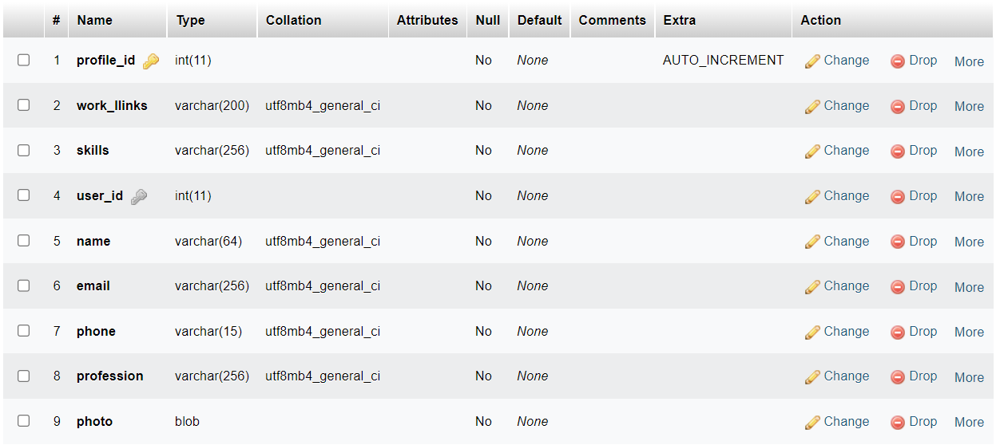 # Name Type Collation Attributes Null Default Comments Extra Action
1 profile_id int(11) No None AUTO_INCREMENT Change Drop More
2 work_llinks varchar(200) utf8mb4_general_ci No None Change Drop More
3 skills varchar(256) utf8mb4_general_ci No None Change Drop More
4 user_id int(11) No None Change Drop More
5 name varchar(64) utf8mb4_general_ci No None Change Drop More
6 email varchar(256) utf8mb4_general_ci No None Change Drop More
7 phone varchar(15) utf8mb4_general_ci No None Change Drop More
8 profession varchar(256) utf8mb4_general_ci No None Change Drop More
9 photo blob No None Change Drop More